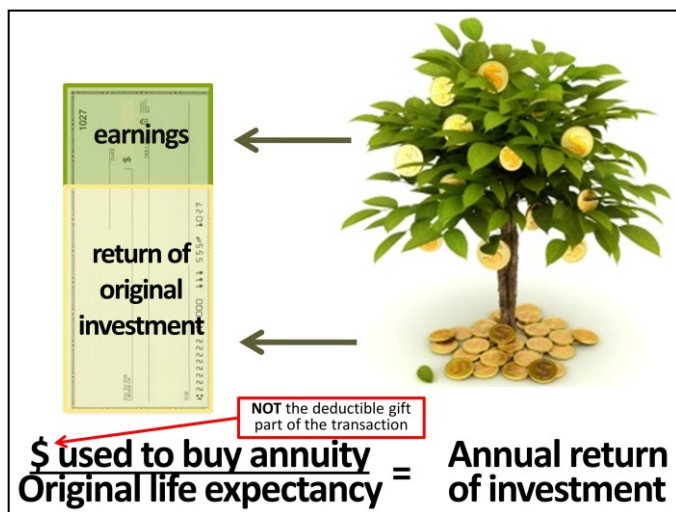 1027
earnings
$
return of
original
investment
NOT the deductible gift
part of the transaction
$ used to buy annuity
Original life expectancy
=
Annual return
of investment